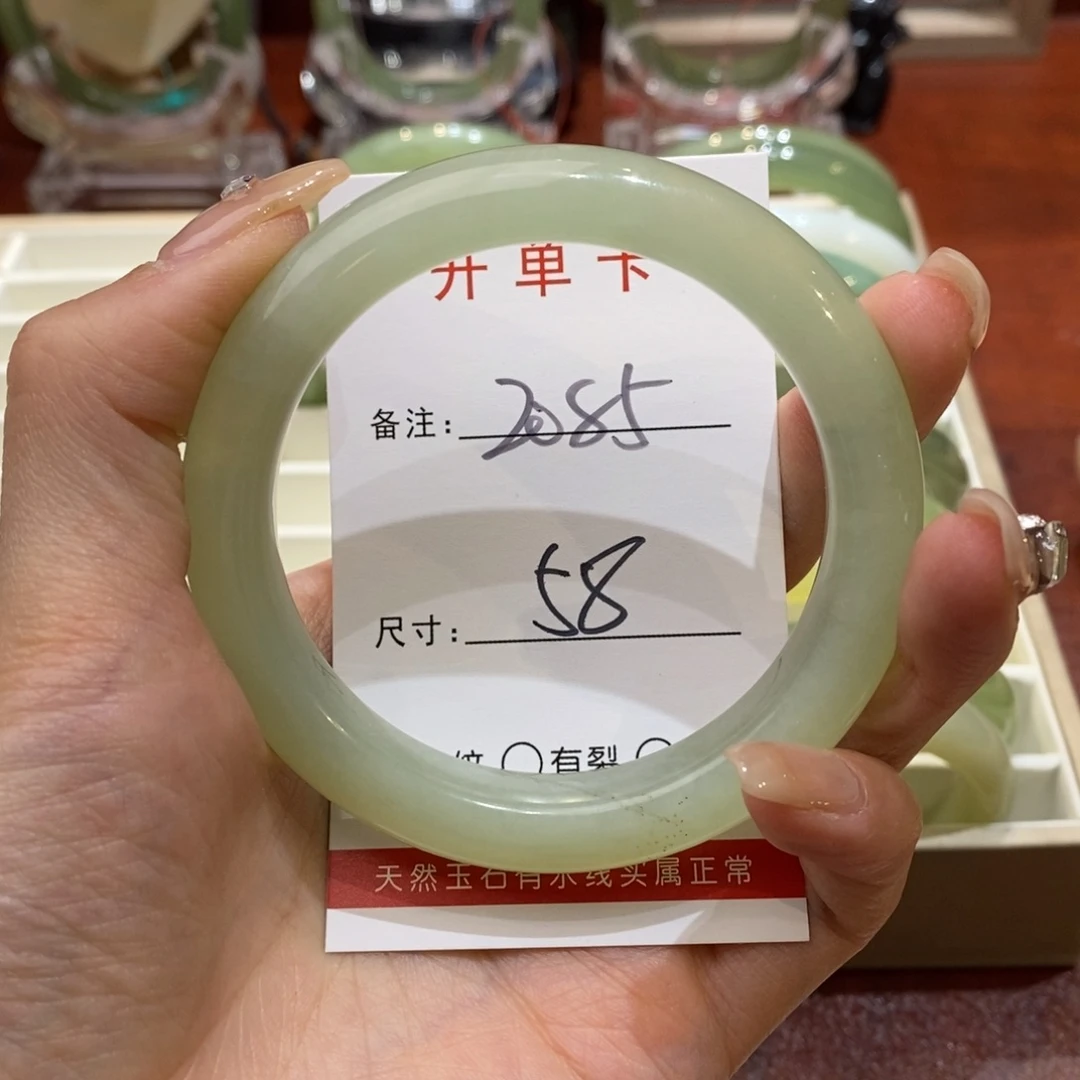 开单卡
备注: 2085
尺寸: 58
纹 ○有裂 ○
天然玉石有水线实属正常